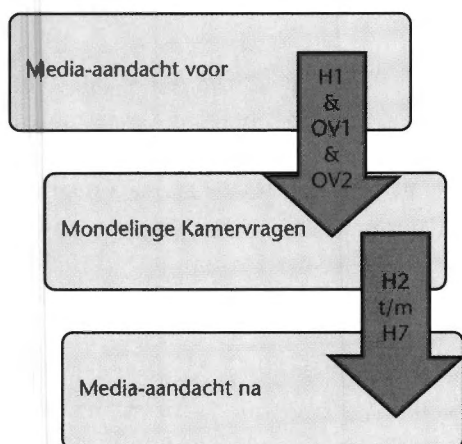 Media-aandacht voor
H1
&
OV1
&
OV2
Mondelinge Kamervragen
H2
t/m
H7
Media-aandacht na